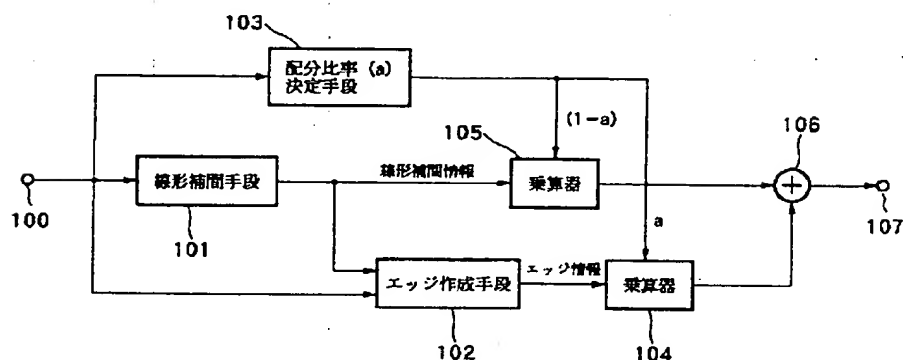 103
配分比率 (a)
決定手段
(1-a)
105
106
線形補間手段
線形補間情報
乗算器
+
100
101
107
a
エッジ作成手段
エッジ情報
乗算器
102
104